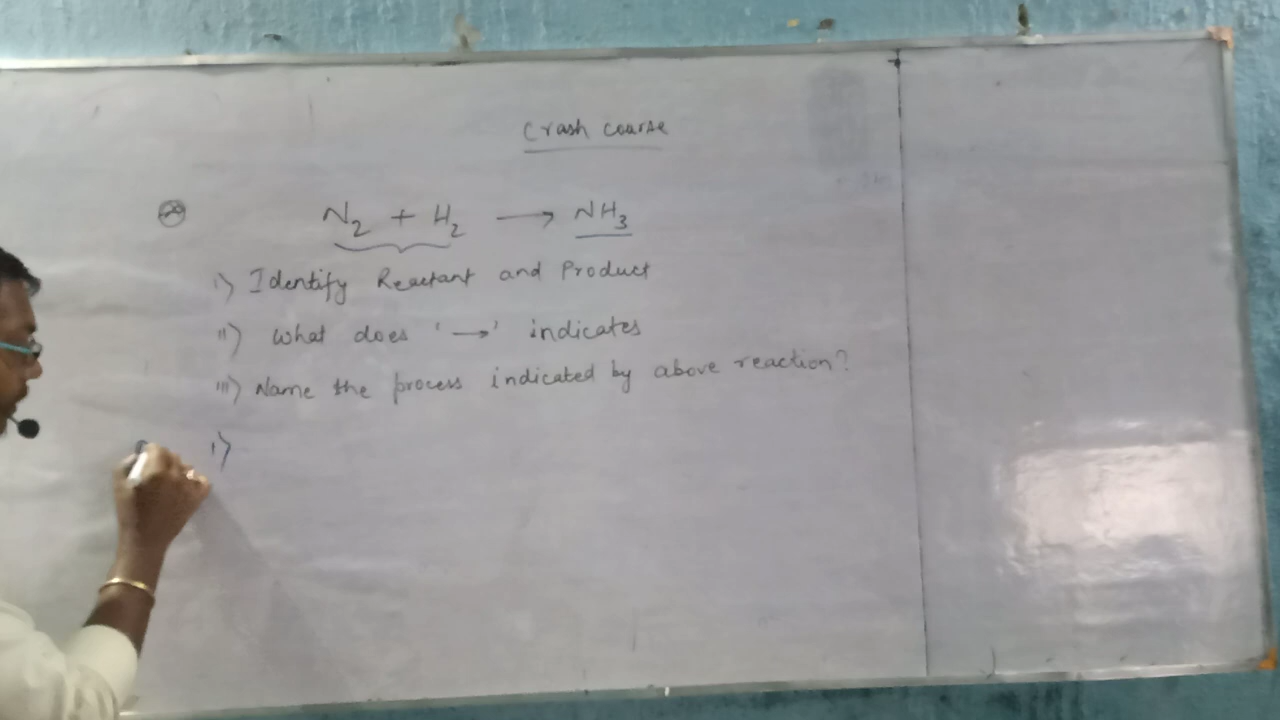 Crash coarse
N₂ + H₂ → NH₃
i) Identify Reactant and Product
ii) What does '→' indicates
iii) Name the process indicated by above reaction?
i)